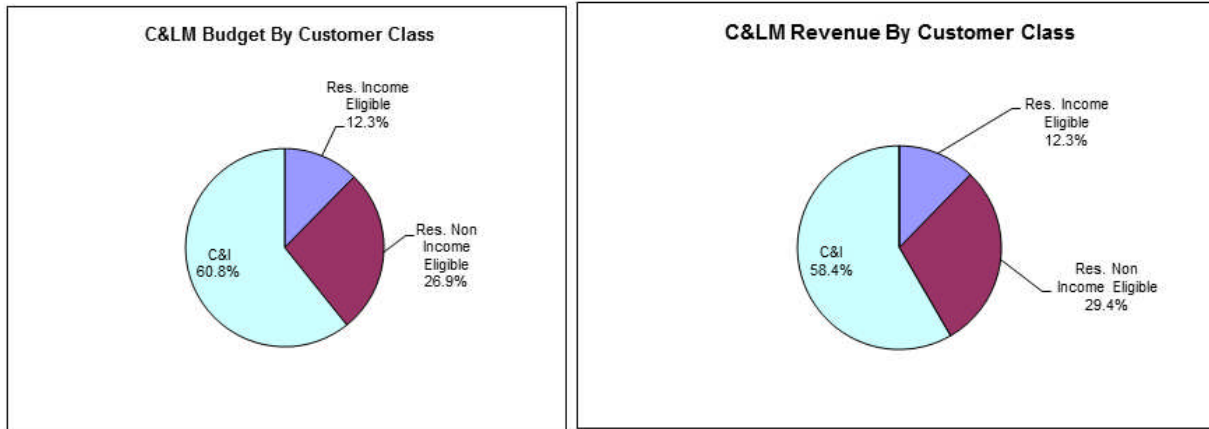 C&LM Budget By Customer Class
Res. Income
Eligible
12.3%
Res. Non
Income
Eligible
26.9%
C&I
60.8%
C&LM Revenue By Customer Class
Res. Income
Eligible
12.3%
Res. Non
Income Eligible
29.4%
C&I
58.4%